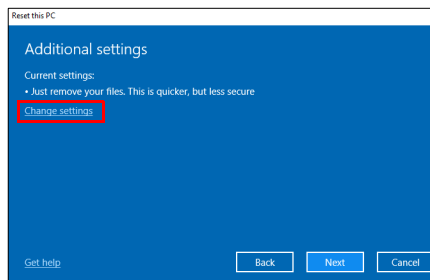 Reset this PC
Additional settings
Current settings:
• Just remove your files. This is quicker, but less secure
Change settings
Get help
Back
Next
Cancel